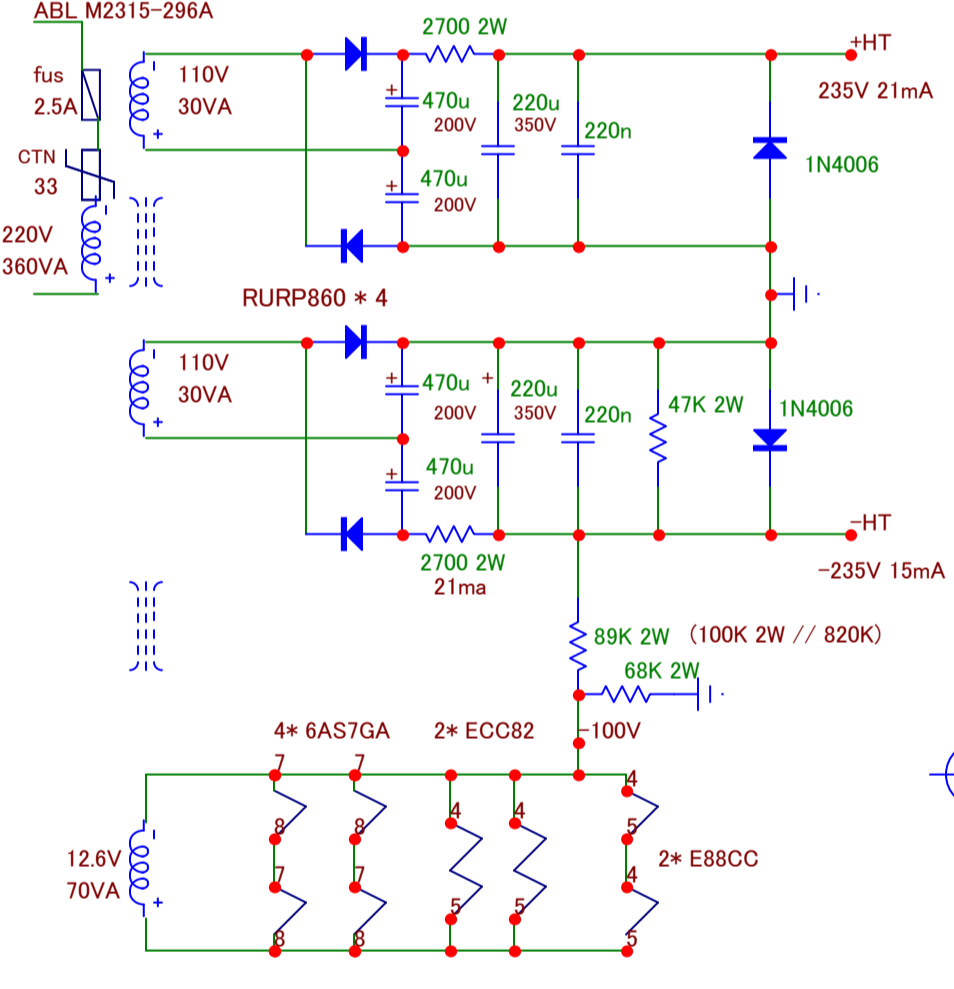 ABL M2315-296A
2700 2W
+HT
fus
2.5A
110V
30VA
470u
200V
220u
350V
220n
235V 21mA
CTN
33
1N4006
470u
200V
220V
360VA
RURP860 * 4
110V
30VA
470u
200V
220u
350V
220n
47K 2W
1N4006
470u
200V
-HT
2700 2W
21ma
-235V 15mA
89K 2W
(100K 2W // 820K)
68K 2W
4* 6AS7GA
2* ECC82
-100V
7
7
4
4
4
8
8
5
12.6V
70VA
7
7
4
2* E88CC
5
5
8
8
5
+
+
+
+
+
-
+
-
+
-
+
-
+